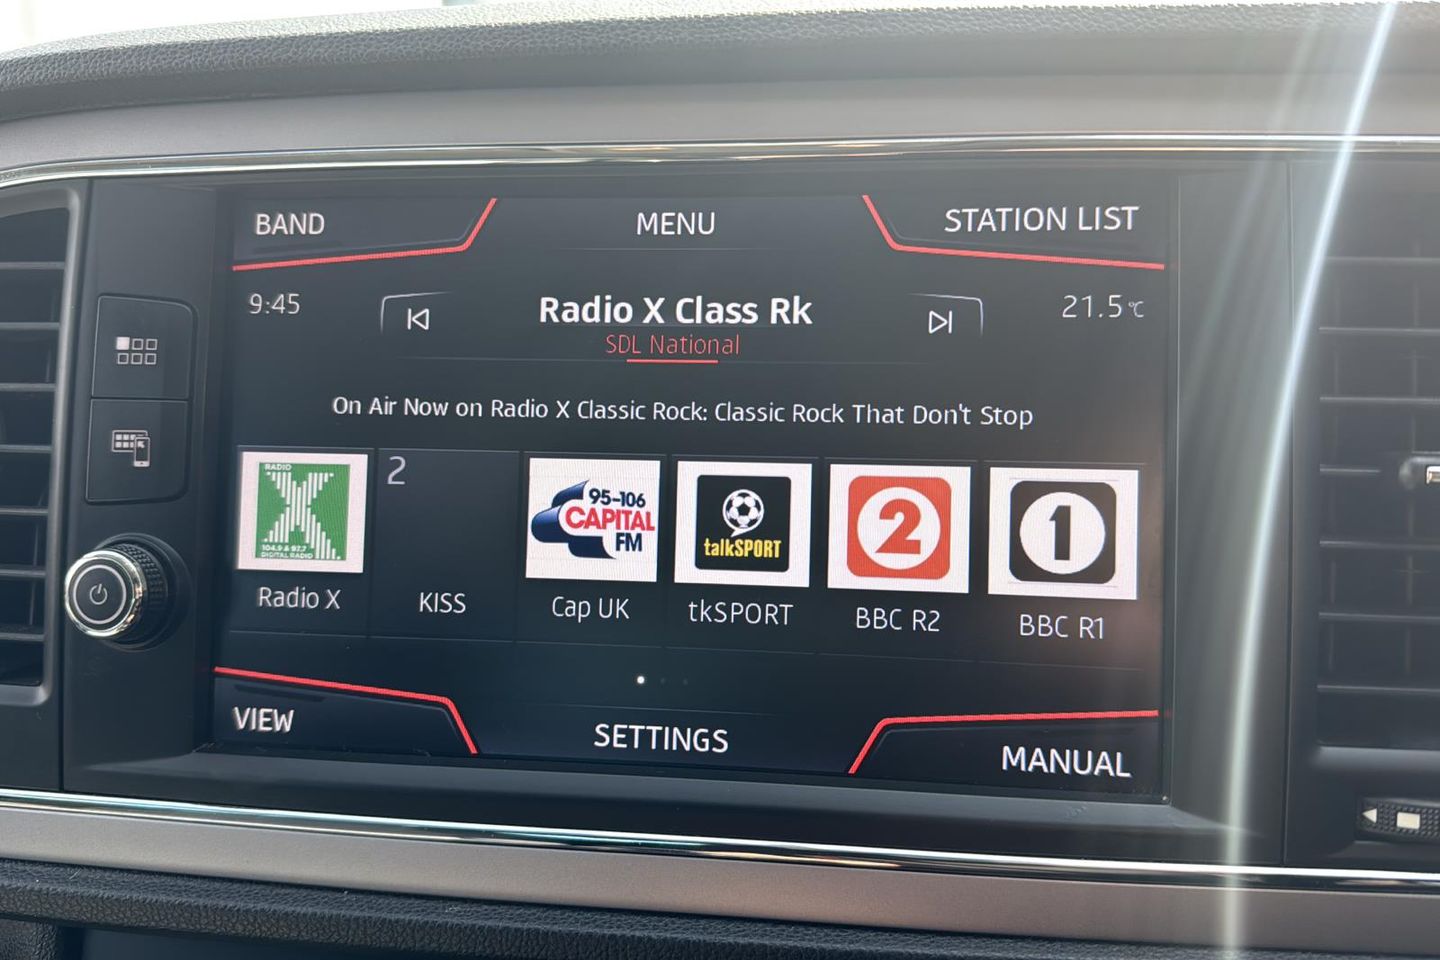 BAND
MENU
STATION LIST
9:45
Radio X Class Rk
21.5°C
SDL National
On Air Now on Radio X Classic Rock: Classic Rock That Don't Stop
RADIO
X
104.9 & 97.7
DIGITAL RADIO
Radio X
2
KISS
95-106
CAPITAL
FM
Cap UK
talkSPORT
tkSPORT
2
BBC R2
1
BBC R1
VIEW
SETTINGS
MANUAL